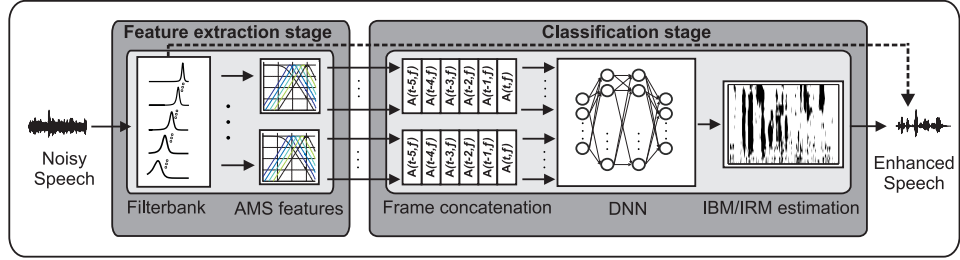 Feature extraction stage
Classification stage
Noisy
Speech
Filterbank
AMS features
A(t-5,f)
A(t-4,f)
A(t-3,f)
A(t-2,f)
A(t-1,f)
A(t,f)
A(t-5,f)
A(t-4,f)
A(t-3,f)
A(t-2,f)
A(t-1,f)
A(t,f)
Frame concatenation
DNN
IBM/IRM estimation
Enhanced
Speech